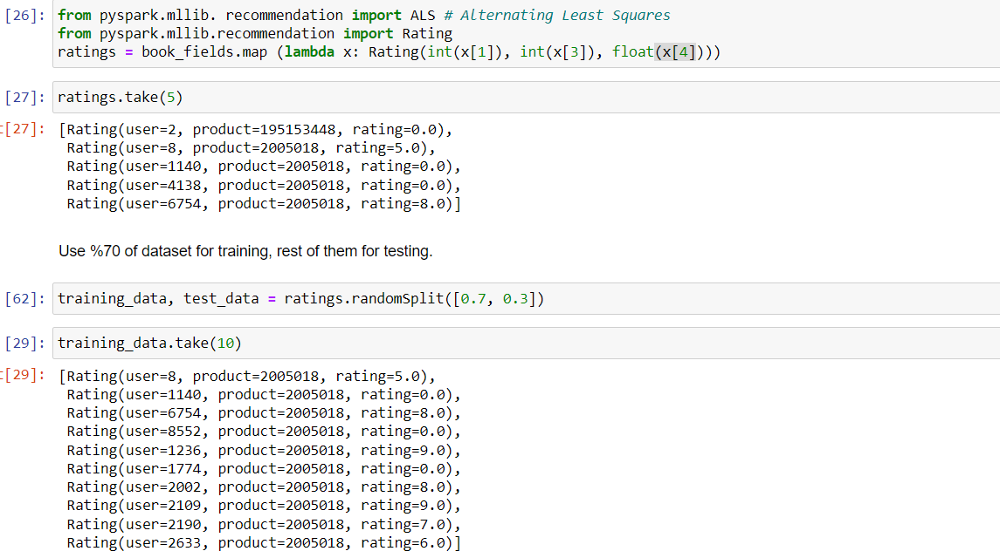 [26]: from pyspark.mllib. recommendation import ALS # Alternating Least Squares
from pyspark.mllib.recommendation import Rating
ratings = book_fields.map (lambda x: Rating(int(x[1]), int(x[3]), float(x[4])))
[27]: ratings.take(5)
t[27]: [Rating(user=2, product=195153448, rating=0.0),
Rating(user=8, product=2005018, rating=5.0),
Rating(user=1140, product=2005018, rating=0.0),
Rating(user=4138, product=2005018, rating=0.0),
Rating(user=6754, product=2005018, rating=8.0)]
Use %70 of dataset for training, rest of them for testing.
[62]: training_data, test_data = ratings.randomSplit([0.7, 0.3])
[29]: training_data.take(10)
t[29]: [Rating(user=8, product=2005018, rating=5.0),
Rating(user=1140, product=2005018, rating=0.0),
Rating(user=6754, product=2005018, rating=8.0),
Rating(user=8552, product=2005018, rating=0.0),
Rating(user=1236, product=2005018, rating=9.0),
Rating(user=1774, product=2005018, rating=0.0),
Rating(user=2002, product=2005018, rating=8.0),
Rating(user=2109, product=2005018, rating=9.0),
Rating(user=2190, product=2005018, rating=7.0),
Rating(user=2633, product=2005018, rating=6.0)]